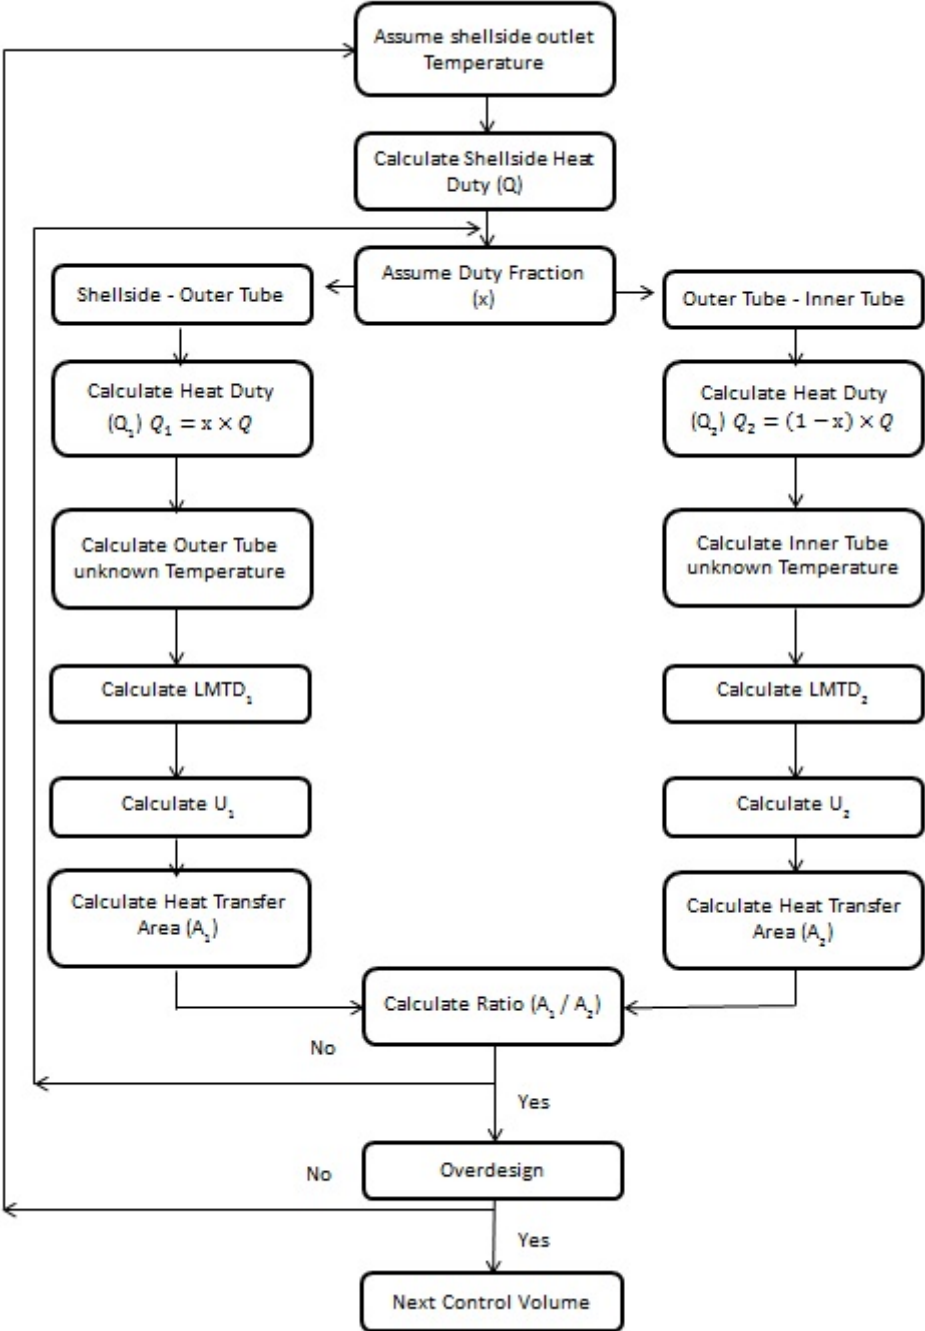 Assume shellside outlet
Temperature
Calculate Shellside Heat
Duty (Q)
Assume Duty Fraction
(x)
Shellside - Outer Tube
Calculate Heat Duty
(Q₁) Q₁ = x × Q
Calculate Outer Tube
unknown Temperature
Calculate LMTD₁
Calculate U₁
Calculate Heat Transfer
Area (A₁)
Outer Tube - Inner Tube
Calculate Heat Duty
(Q₂) Q₂ = (1 − x) × Q
Calculate Inner Tube
unknown Temperature
Calculate LMTD₂
Calculate U₂
Calculate Heat Transfer
Area (A₂)
Calculate Ratio (A₁ / A₂)
No
Yes
Overdesign
No
Yes
Next Control Volume